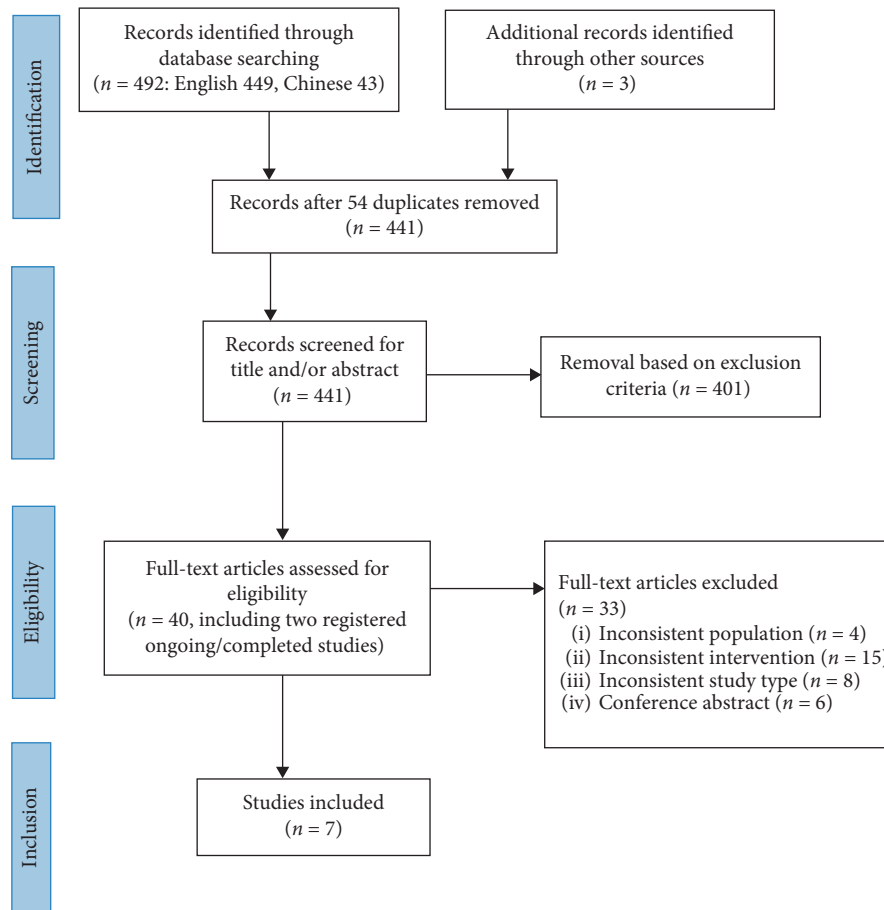 Identification
Records identified through
database searching
(n = 492: English 449, Chinese 43)
Additional records identified
through other sources
(n = 3)
Records after 54 duplicates removed
(n = 441)
Screening
Records screened for
title and/or abstract
(n = 441)
Removal based on exclusion
criteria (n = 401)
Eligibility
Full-text articles assessed for
eligibility
(n = 40, including two registered
ongoing/completed studies)
Full-text articles excluded
(n = 33)
(i) Inconsistent population (n = 4)
(ii) Inconsistent intervention (n = 15)
(iii) Inconsistent study type (n = 8)
(iv) Conference abstract (n = 6)
Inclusion
Studies included
(n = 7)